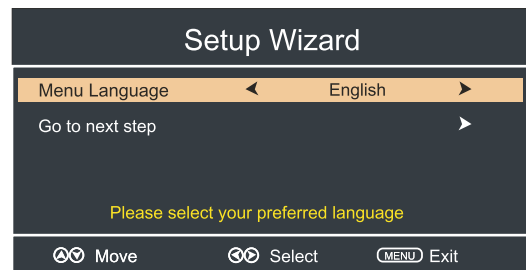 Setup Wizard
Menu Language English
Go to next step
Please select your preferred language
Move Select MENU Exit